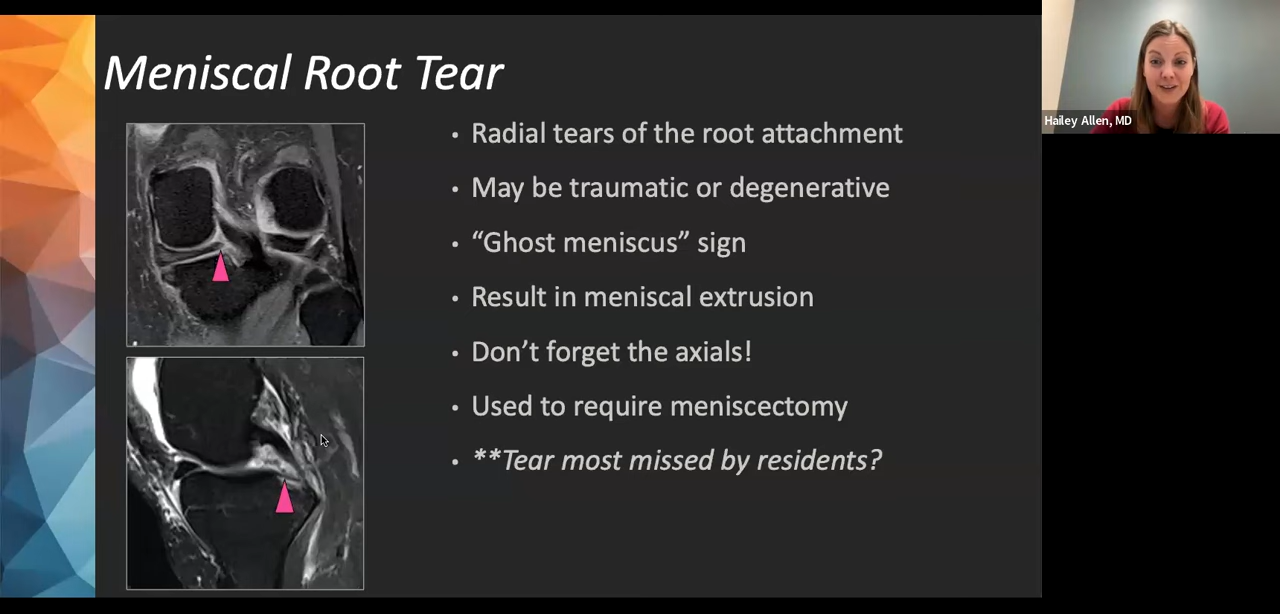 Meniscal Root Tear
• Radial tears of the root attachment
• May be traumatic or degenerative
• “Ghost meniscus” sign
• Result in meniscal extrusion
• Don’t forget the axials!
• Used to require meniscectomy
• **Tear most missed by residents?
Hailey Allen, MD